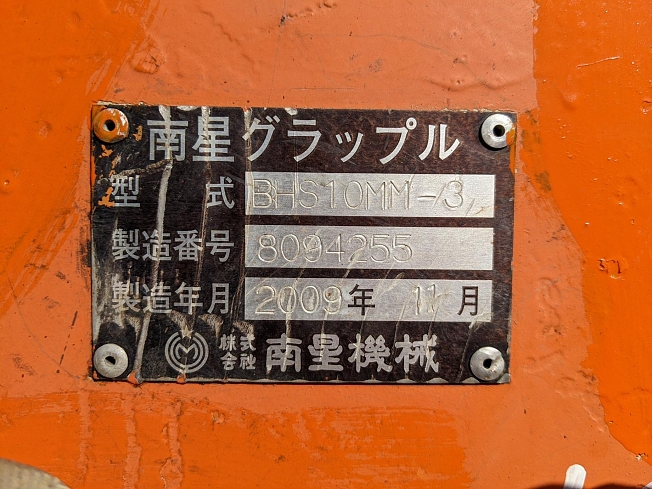 南星グラップル
型式 BHS10MM-3
製造番号 8094255
製造年月 2009年 11月
株式会社 南星機械